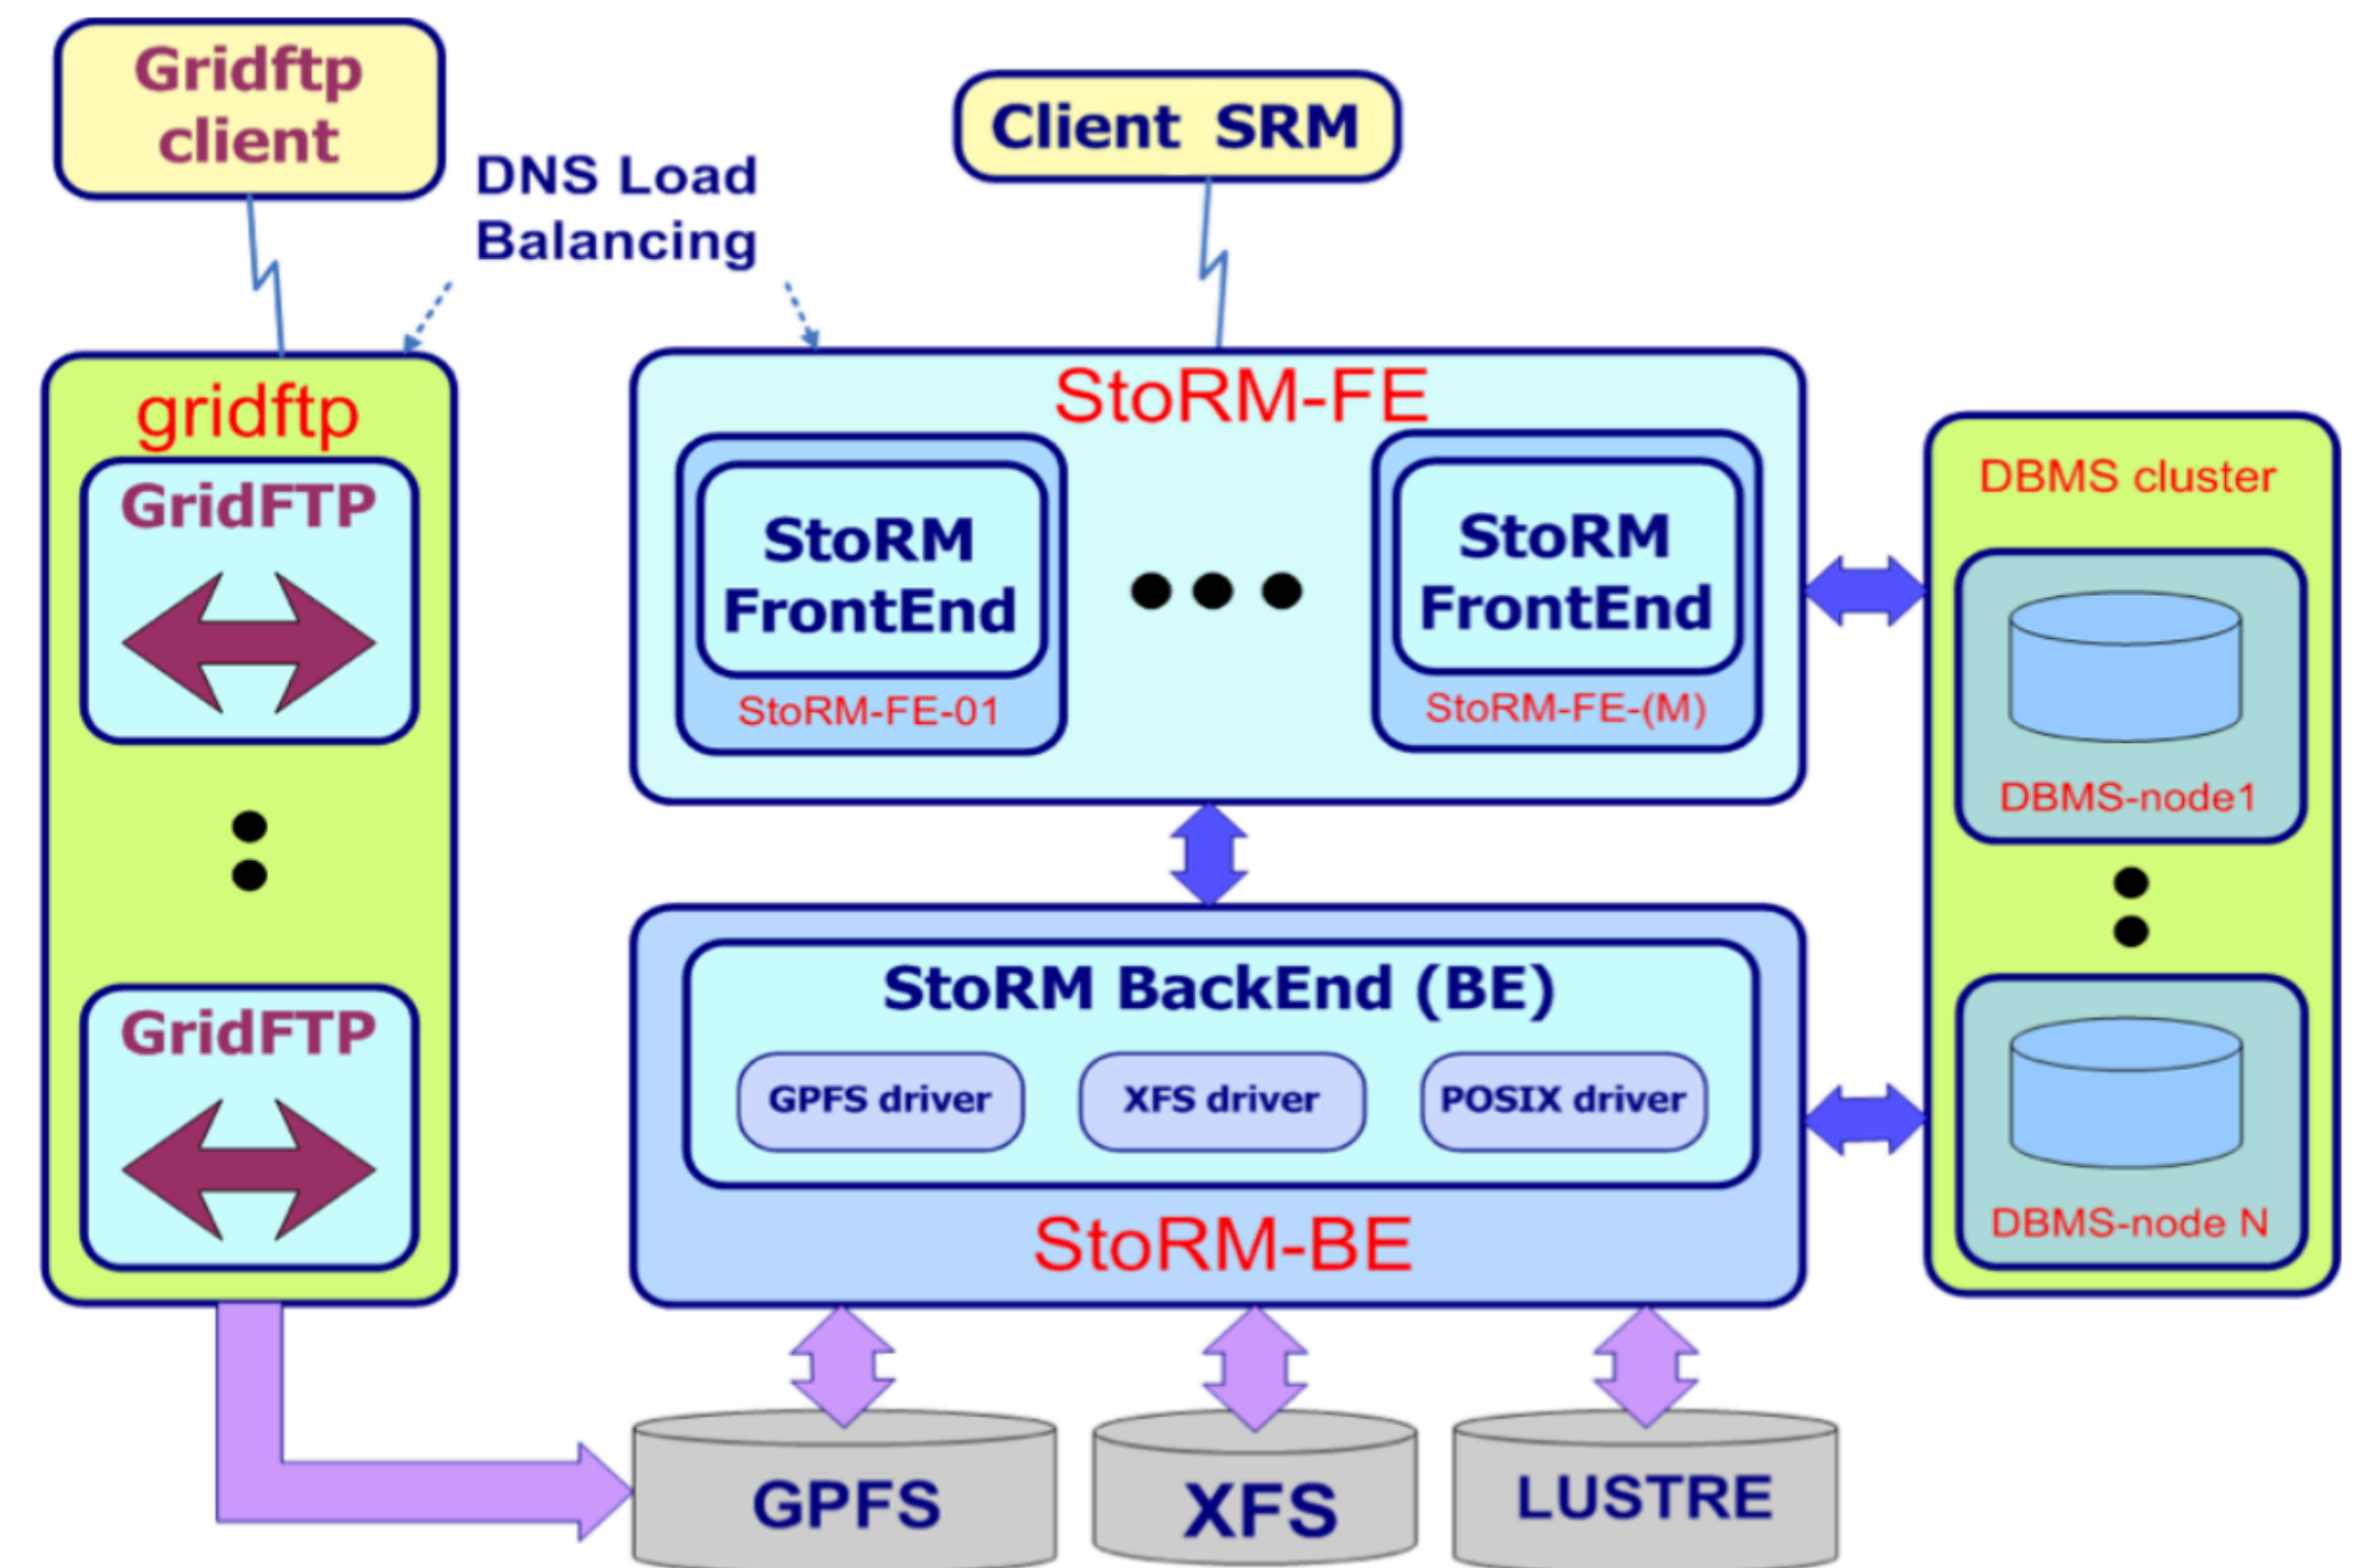 Gridftp
client
DNS Load
Balancing
Client SRM
gridftp
GridFTP
GridFTP
StoRM-FE
StoRM
FrontEnd
StoRM-FE-01
StoRM
FrontEnd
StoRM-FE-(M)
DBMS cluster
DBMS-node1
DBMS-node N
StoRM BackEnd (BE)
GPFS driver
XFS driver
POSIX driver
StoRM-BE
GPFS
XFS
LUSTRE